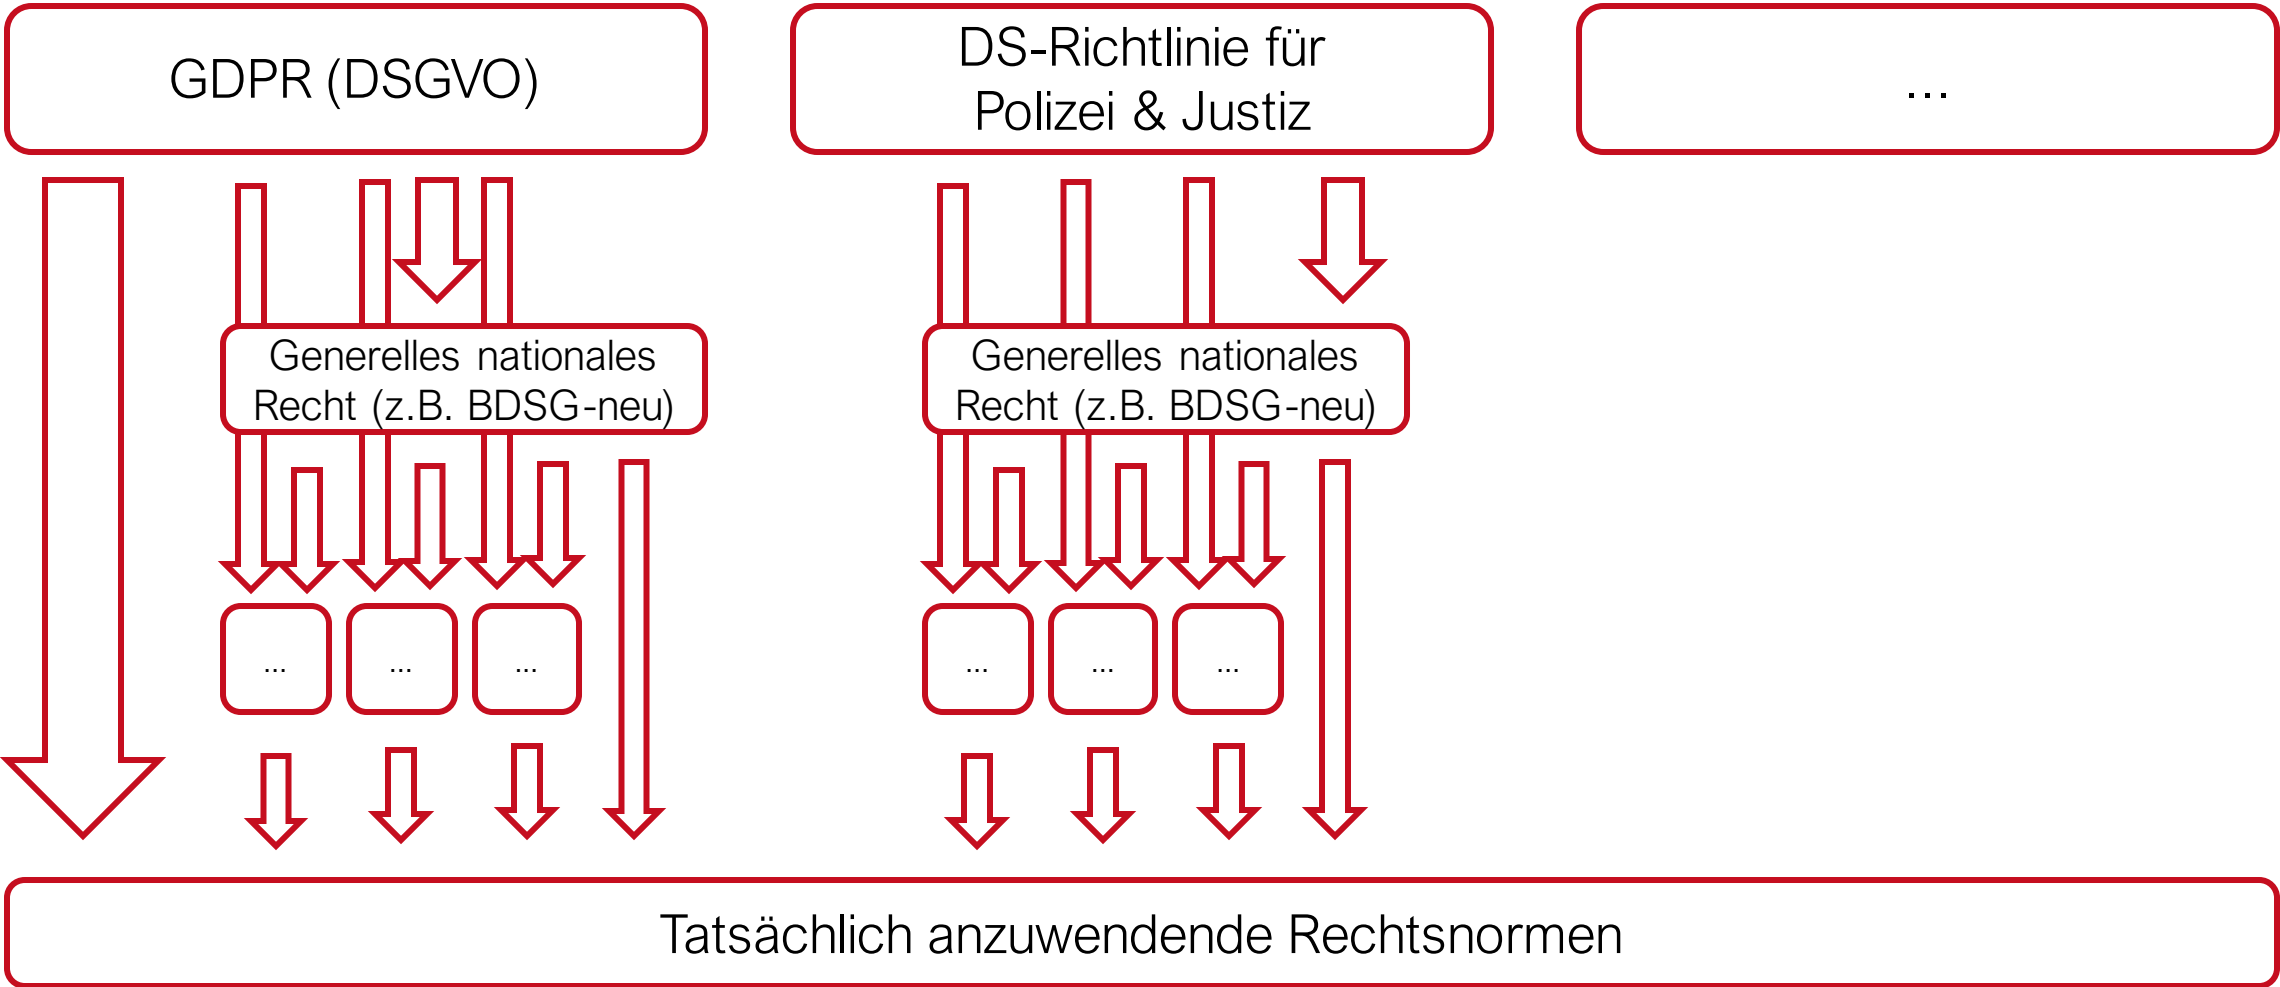 GDPR (DSGVO)
DS-Richtlinie für
Polizei & Justiz
...
Generelles nationales
Recht (z.B. BDSG-neu)
Generelles nationales
Recht (z.B. BDSG-neu)
...
...
...
...
...
...
Tatsächlich anzuwendende Rechtsnormen